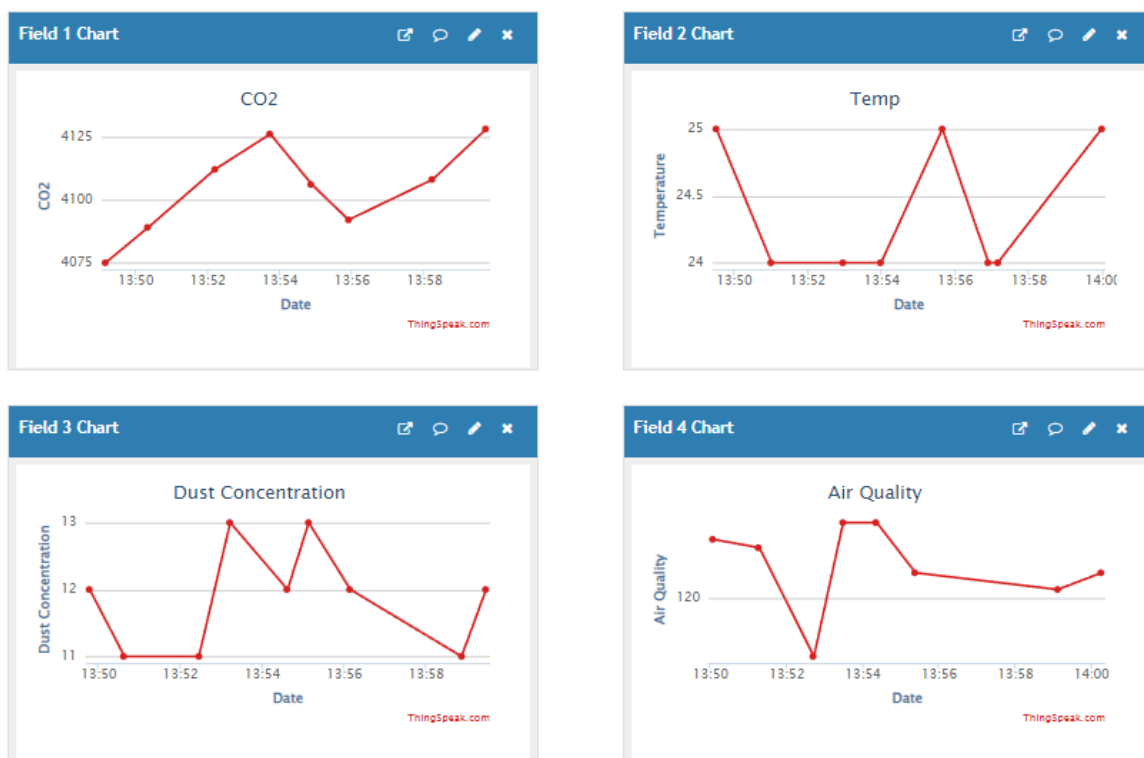 Field 1 Chart
CO2
CO2
4125
4100
4075
13:50 13:52 13:54 13:56 13:58
Date
ThingSpeak.com
Field 2 Chart
Temp
Temperature
25
24.5
24
13:50 13:52 13:54 13:56 13:58 14:00
Date
ThingSpeak.com
Field 3 Chart
Dust Concentration
Dust Concentration
13
12
11
13:50 13:52 13:54 13:56 13:58
Date
ThingSpeak.com
Field 4 Chart
Air Quality
Air Quality
120
13:50 13:52 13:54 13:56 13:58 14:00
Date
ThingSpeak.com